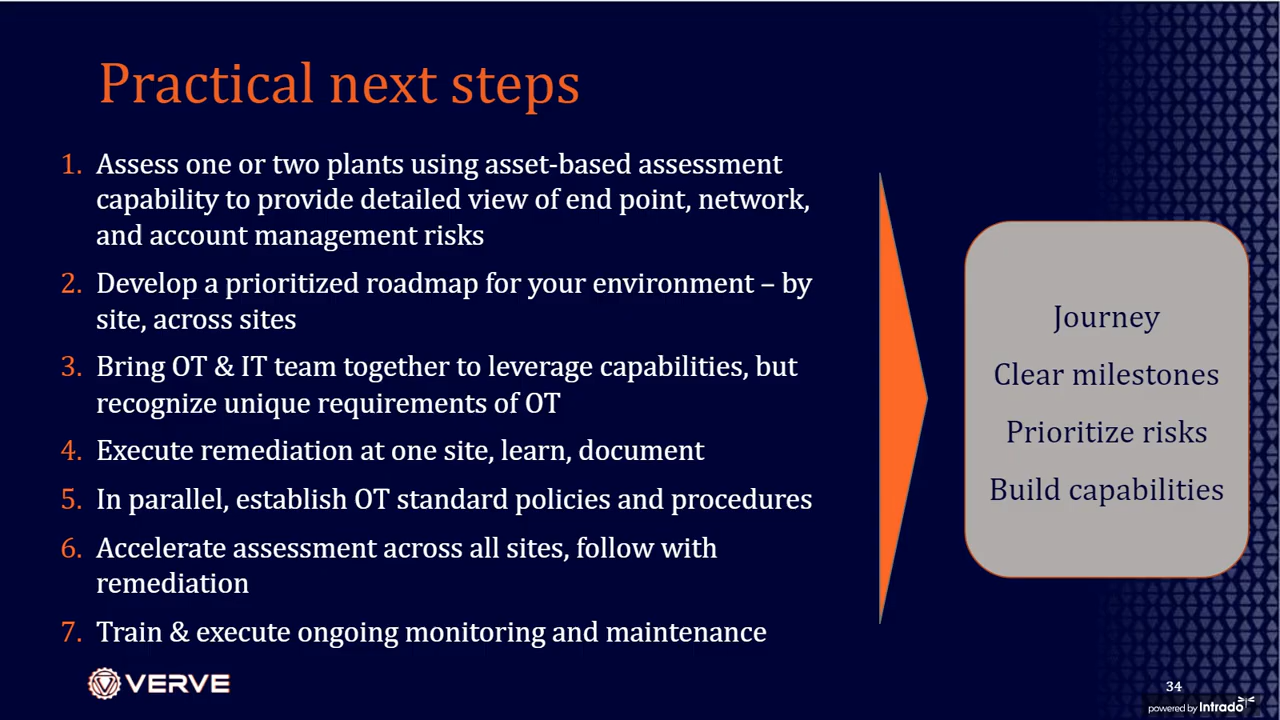 Practical next steps
1. Assess one or two plants using asset-based assessment
capability to provide detailed view of end point, network,
and account management risks
2. Develop a prioritized roadmap for your environment – by
site, across sites
3. Bring OT & IT team together to leverage capabilities, but
recognize unique requirements of OT
4. Execute remediation at one site, learn, document
5. In parallel, establish OT standard policies and procedures
6. Accelerate assessment across all sites, follow with
remediation
7. Train & execute ongoing monitoring and maintenance
Journey
Clear milestones
Prioritize risks
Build capabilities
VERVE
34
powered by Intrado